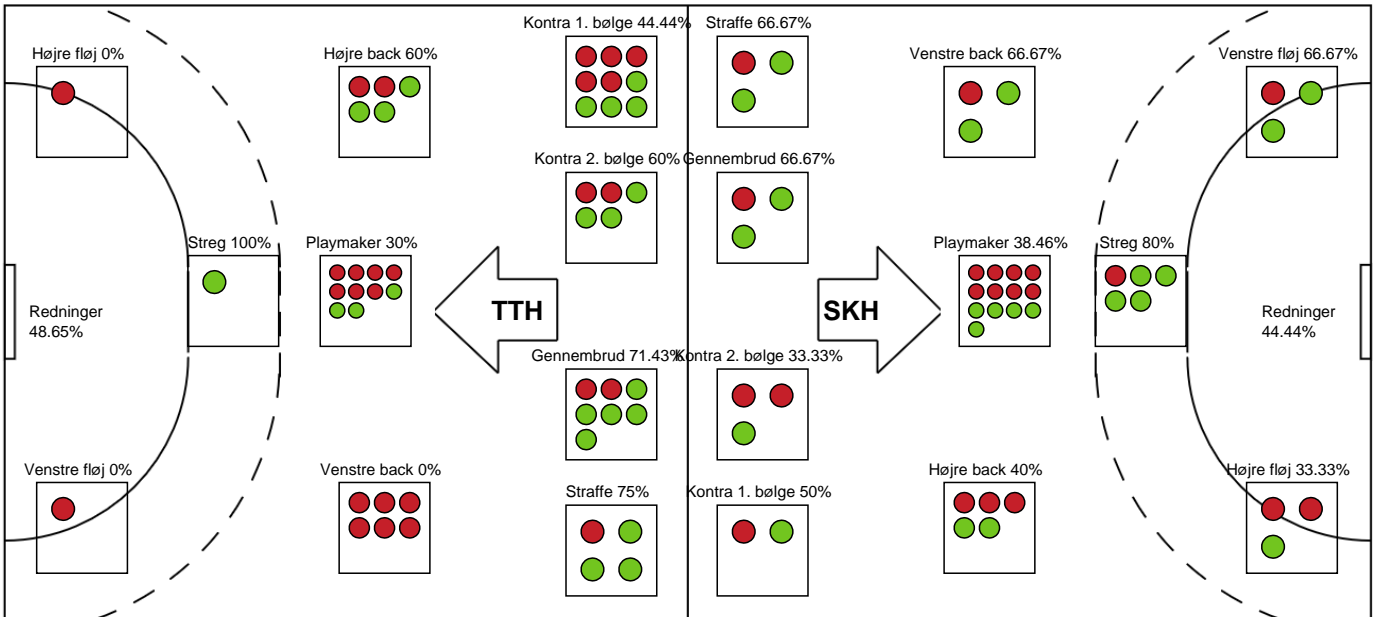 Kontra 1. bølge 44.44%
Straffe 66.67%
Højre fløj 0%
Højre back 60%
Venstre back 66.67%
Venstre fløj 66.67%
Kontra 2. bølge 60%
Gennembrud 66.67%
Streg 100%
Playmaker 30%
Playmaker 38.46%
Streg 80%
Redninger
48.65%
TTH
SKH
Redninger
44.44%
Gennembrud 71.43%
Kontra 2. bølge 33.33%
Venstre fløj 0%
Venstre back 0%
Højre back 40%
Højre fløj 33.33%
Straffe 75%
Kontra 1. bølge 50%